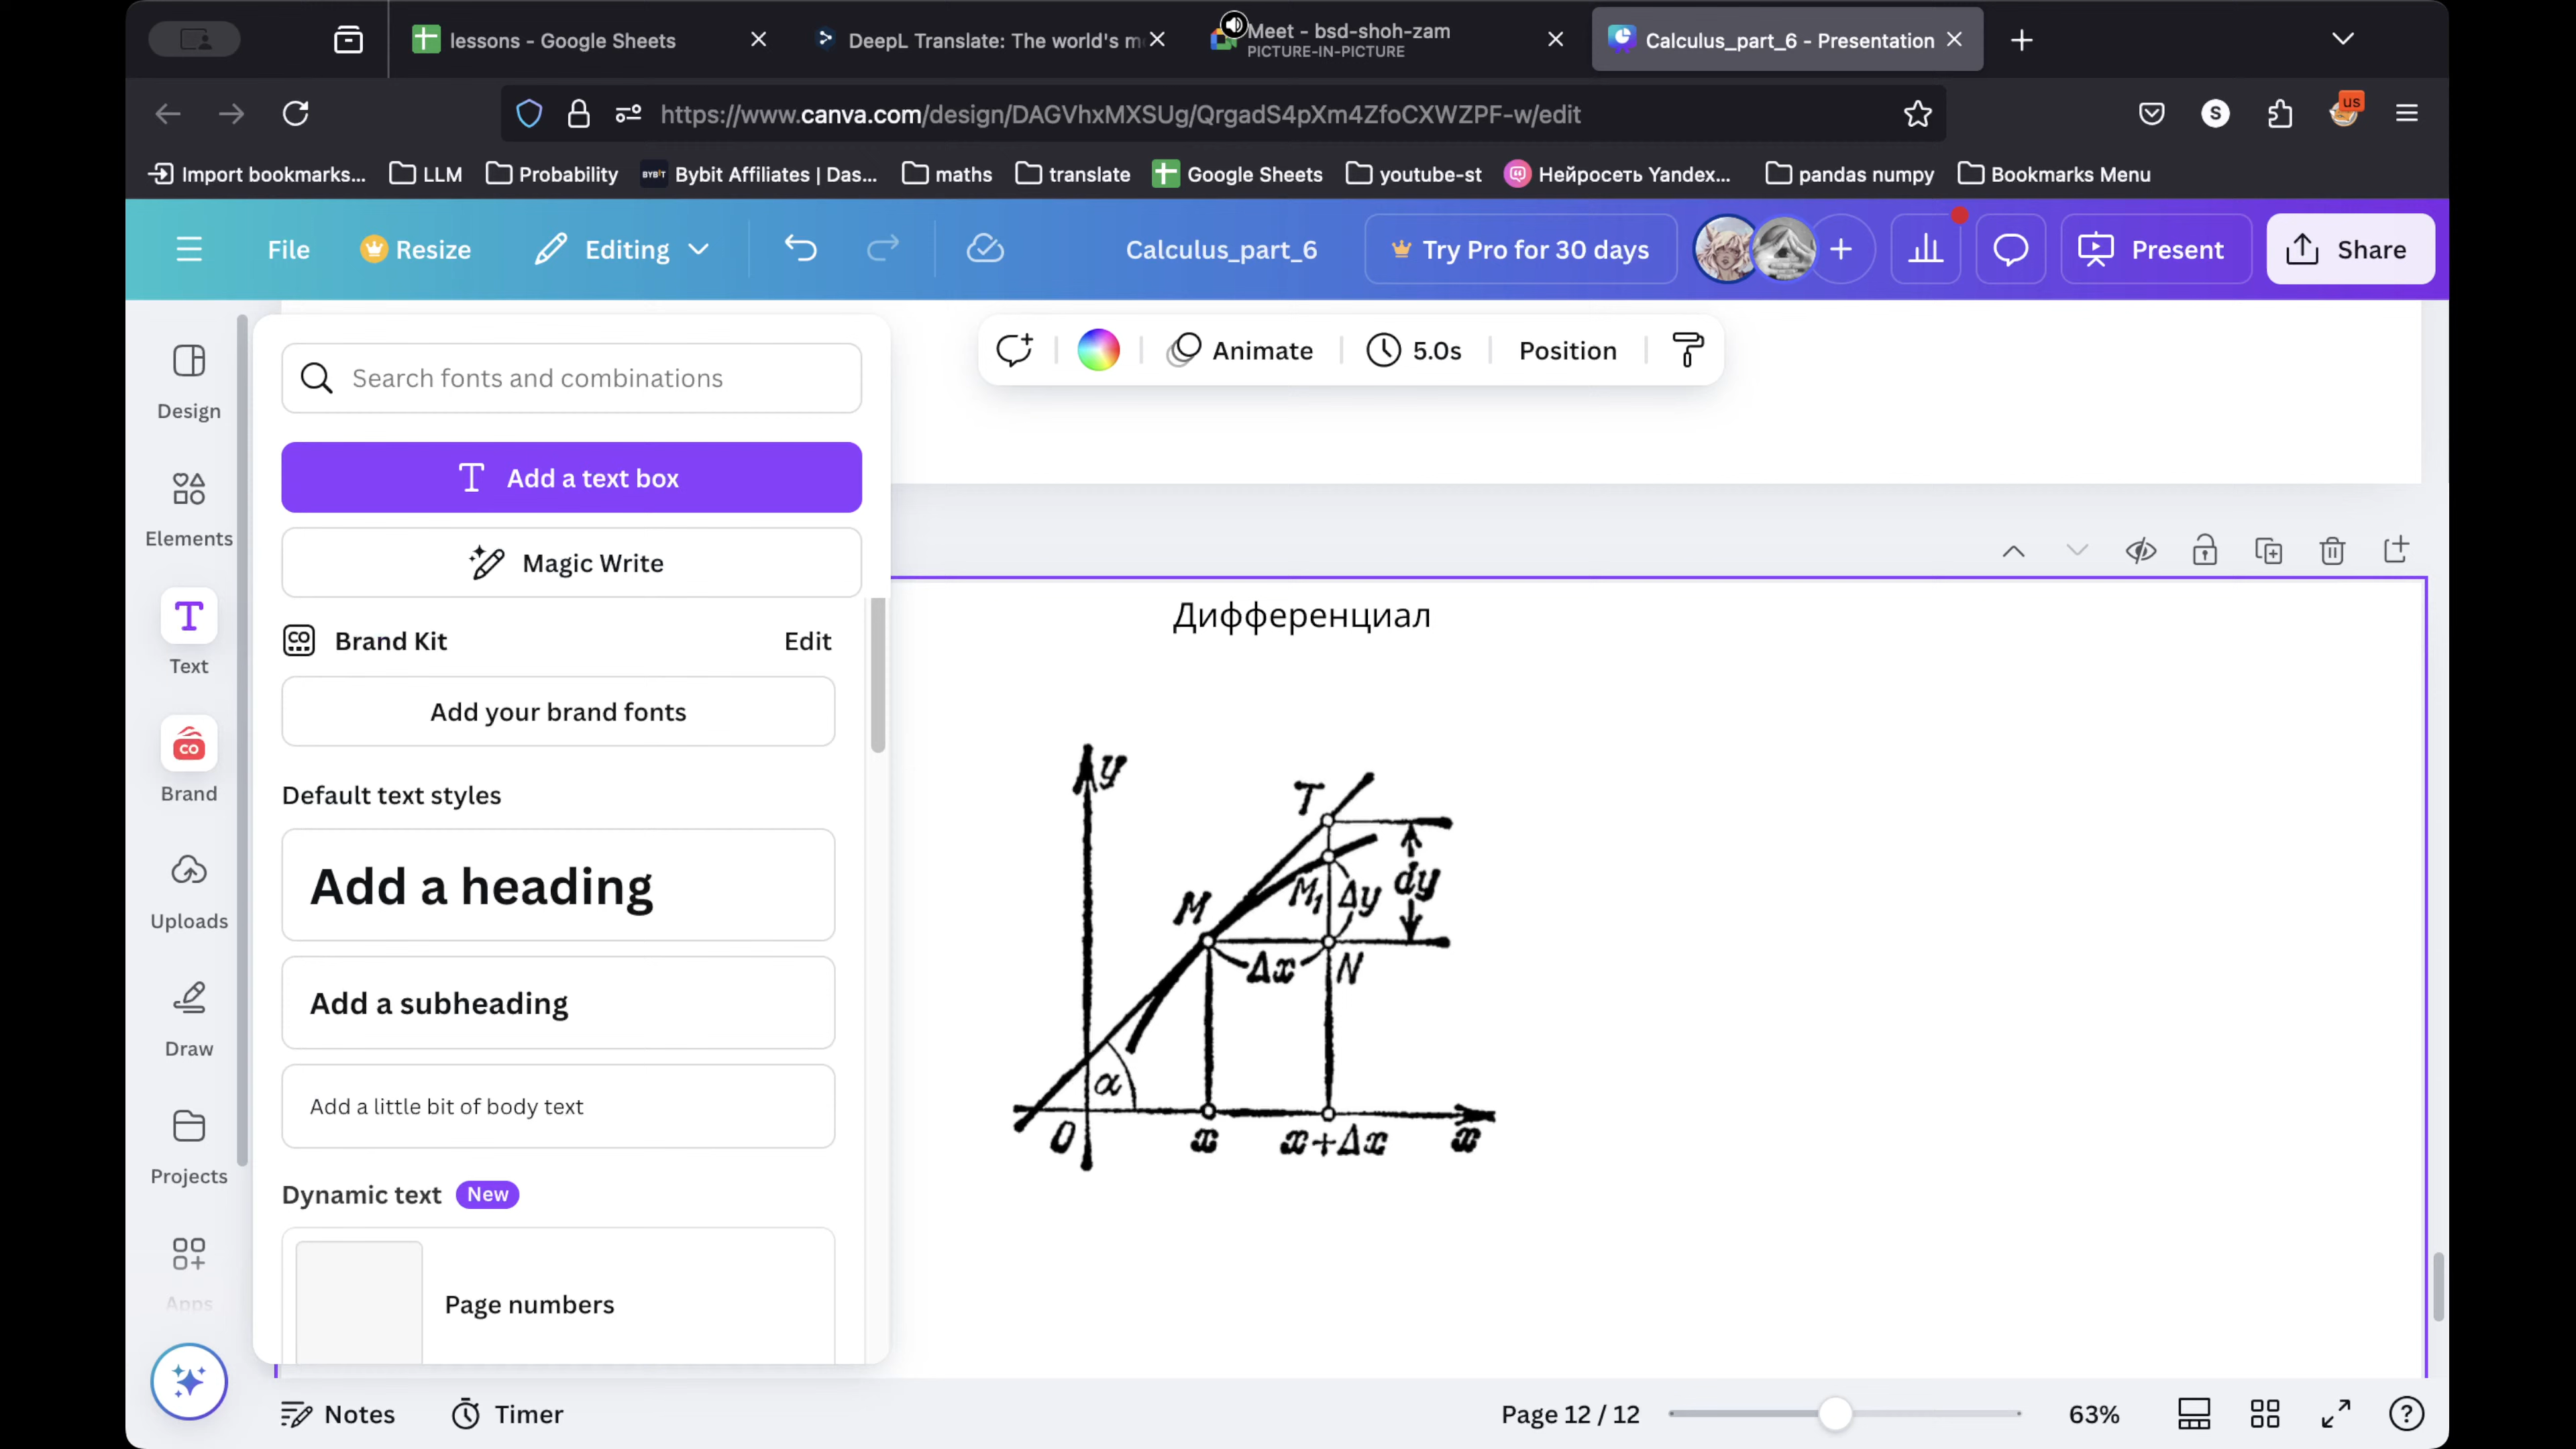 lessons - Google Sheets
DeepL Translate: The world's m
Meet - bsd-shoh-zam
PICTURE-IN-PICTURE
Calculus_part_6 - Presentation
https://www.canva.com/design/DAGVhxMXSUg/QrgadS4pXm4ZfoCXWZPF-w/edit
S
us
Import bookmarks...
LLM
Probability
BYBIT
Bybit Affiliates | Das...
maths
translate
Google Sheets
youtube-st
Нейросеть Yandex...
pandas numpy
Bookmarks Menu
File
Resize
Editing
Calculus_part_6
Try Pro for 30 days
Present
Share
Design
Elements
Text
Brand
Uploads
Draw
Projects
Apps
Search fonts and combinations
Add a text box
Magic Write
Brand Kit
Edit
Add your brand fonts
Default text styles
Add a heading
Add a subheading
Add a little bit of body text
Dynamic text
New
Page numbers
Animate
5.0s
Position
Дифференциал
y
T
M
M₁
Δy
dy
Δx
N
α
O
x
x+Δx
x
Notes
Timer
Page 12 / 12
63%